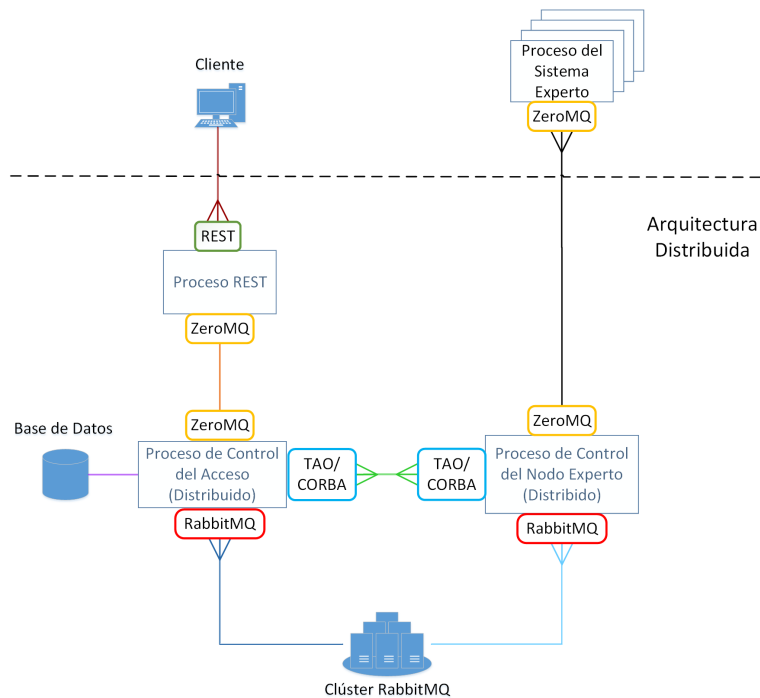 Cliente
Proceso del
Sistema
Experto
ZeroMQ
Arquitectura
Distribuida
REST
Proceso REST
ZeroMQ
ZeroMQ
ZeroMQ
Base de Datos
Proceso de Control
del Acceso
(Distribuido)
TAO/
CORBA
TAO/
CORBA
Proceso de Control
del Nodo Experto
(Distribido)
RabbitMQ
RabbitMQ
Clúster RabbitMQ